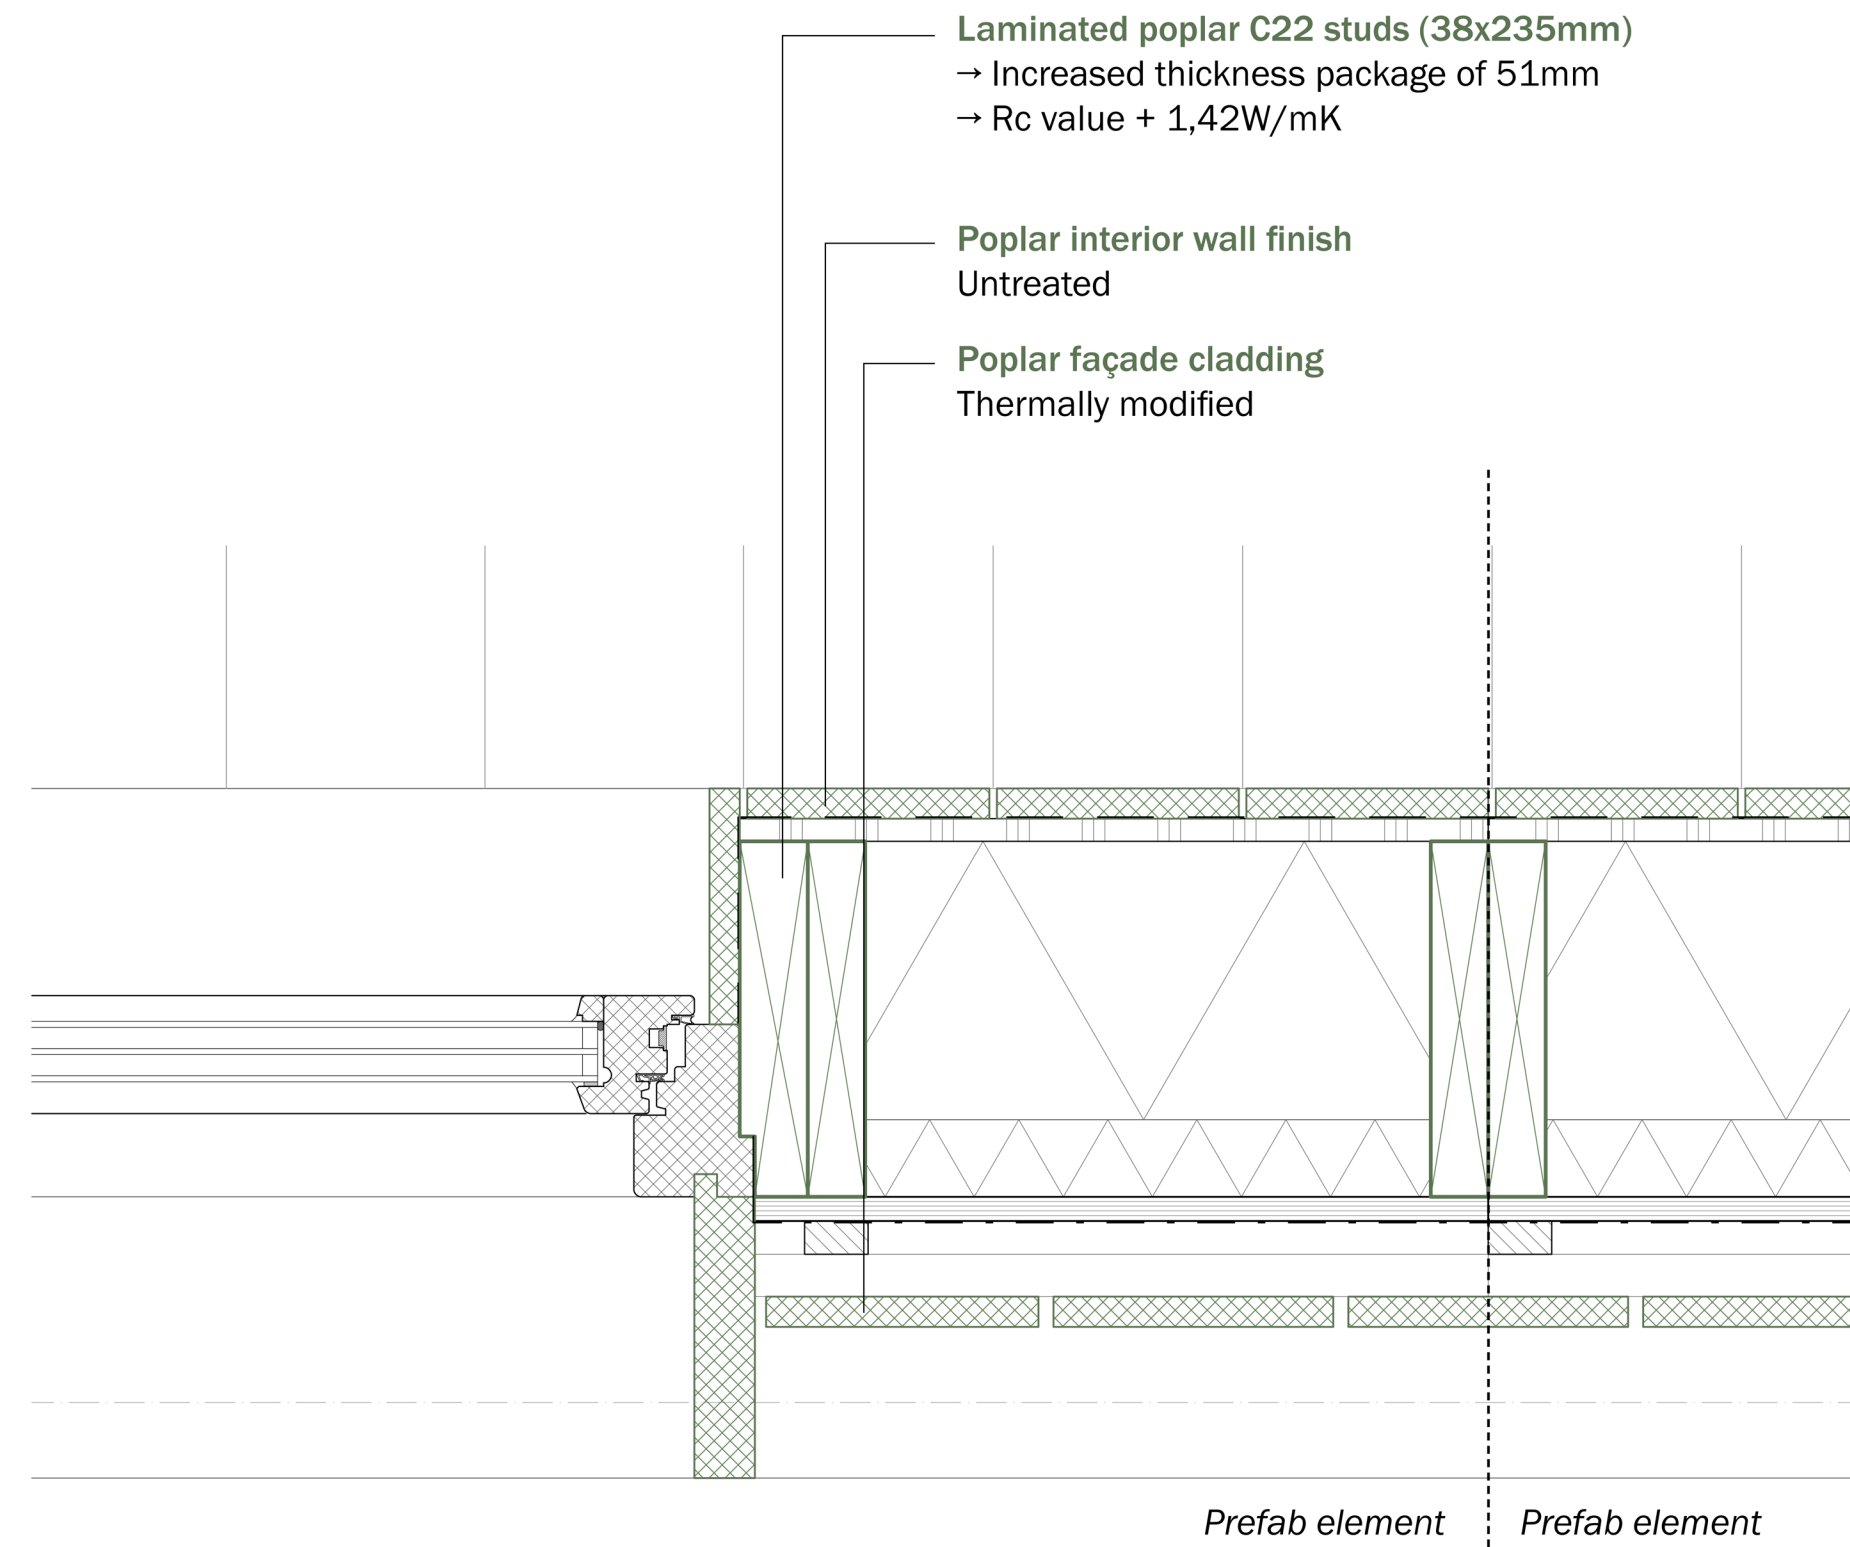 Laminated poplar C22 studs (38x235mm)
→ Increased thickness package of 51mm
→ Rc value + 1,42W/mK
Poplar interior wall finish
Untreated
Poplar façade cladding
Thermally modified
Prefab element
Prefab element